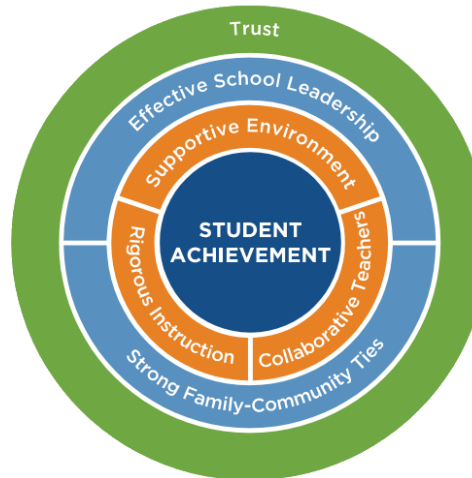 Trust
Effective School Leadership
Supportive Environment
STUDENT
ACHIEVEMENT
Rigorous Instruction
Collaborative Teachers
Strong Family-Community Ties